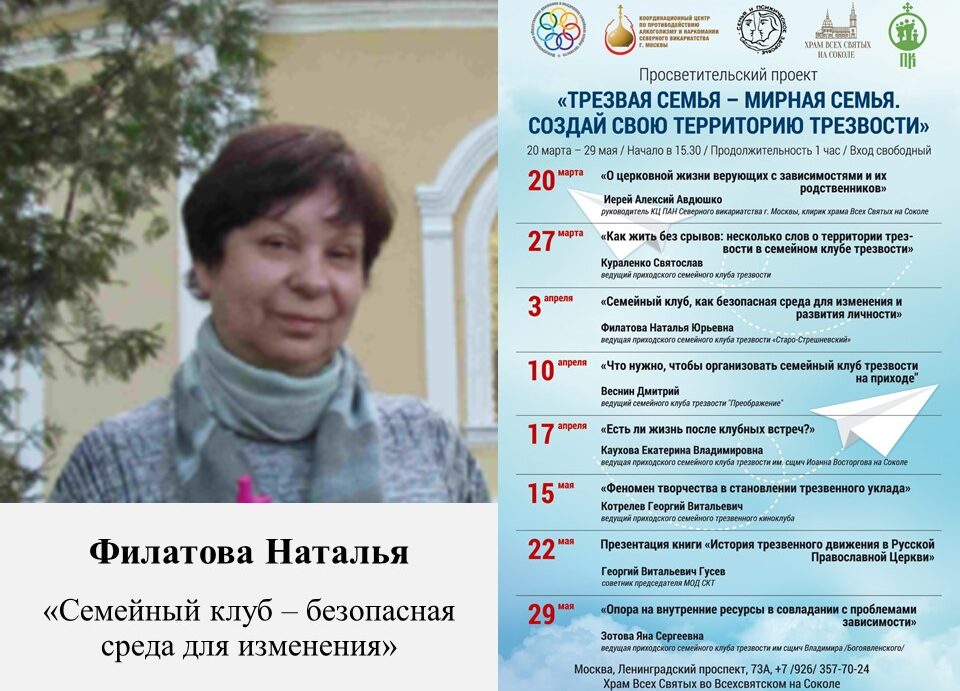 Филатова Наталья
«Семейный клуб – безопасная
среда для изменения»
КООРДИНАЦИОННЫЙ ЦЕНТР
ПО ПРОТИВОДЕЙСТВИЮ
АЛКОГОЛИЗМУ И НАРКОМАНИИ
СЕВЕРНОГО ВИКАРИАТСТВА
Г. МОСКВЫ
ХРАМ ВСЕХ СВЯТЫХ
НА СОКОЛЕ
ПК
Просветительский проект
«ТРЕЗВАЯ СЕМЬЯ – МИРНАЯ СЕМЬЯ.
СОЗДАЙ СВОЮ ТЕРРИТОРИЮ ТРЕЗВОСТИ»
20 марта – 29 мая / Начало в 15.30 / Продолжительность 1 час / Вход свободный
20 марта
«О церковной жизни верующих с зависимостями и их
родственников»
Иерей Алексий Авдюшко
руководитель КЦ ПАН Северного викариатства г. Москвы, клирик храма Всех Святых на Соколе
27 марта
«Как жить без срывов: несколько слов о территории трез-
вости в семейном клубе трезвости»
Кураленко Святослав
ведущий приходского семейного клуба трезвости
3 апреля
«Семейный клуб, как безопасная среда для изменения и
развития личности»
Филатова Наталья Юрьевна
ведущая приходского семейного клуба трезвости «Старо-Стрешневский»
10 апреля
«Что нужно, чтобы организовать семейный клуб трезвости
на приходе"
Веснин Дмитрий
ведущий семейного клуба трезвости "Преображение"
17 апреля
«Есть ли жизнь после клубных встреч?»
Каухова Екатерина Владимировна
ведущая приходского семейного клуба трезвости им. сщмч Иоанна Восторгова на Соколе
15 мая
«Феномен творчества в становлении трезвенного уклада»
Котрелев Георгий Витальевич
ведущий приходского семейного трезвенного киноклуба
22 мая
Презентация книги «История трезвенного движения в Русской
Православной Церкви»
Георгий Витальевич Гусев
советник председателя МОД СКТ
29 мая
«Опора на внутренние ресурсы в совладании с проблемами
зависимости»
Зотова Яна Сергеевна
ведущая приходского семейного клуба трезвости им сщмч Владимира /Богоявленского/
Москва, Ленинградский проспект, 73А, +7 /926/ 357-70-24
Храм Всех Святых во Всехсвятском на Соколе